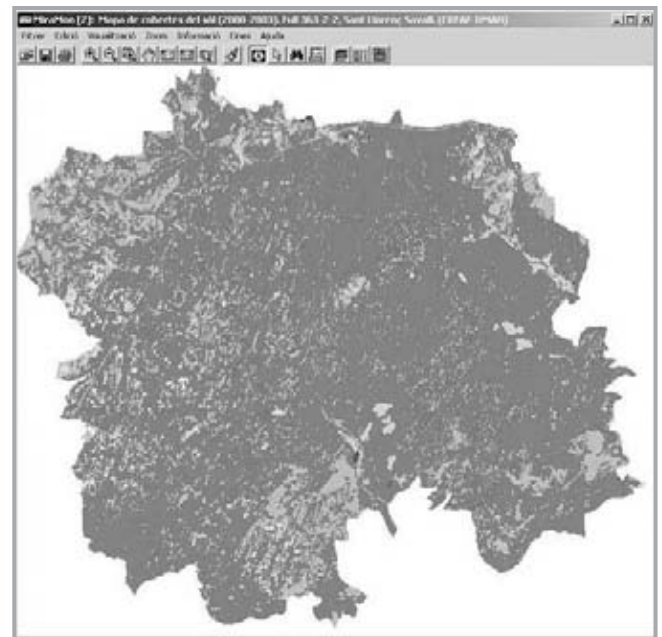 MiraMon [2]: Mapa de cobertes del sòl (2000-2003). Full 363-2-2, Sant Llorenç Savall. (CREAF-DMAH)
Fitxer Edició Visualització Zoom Informació Eines Ajuda